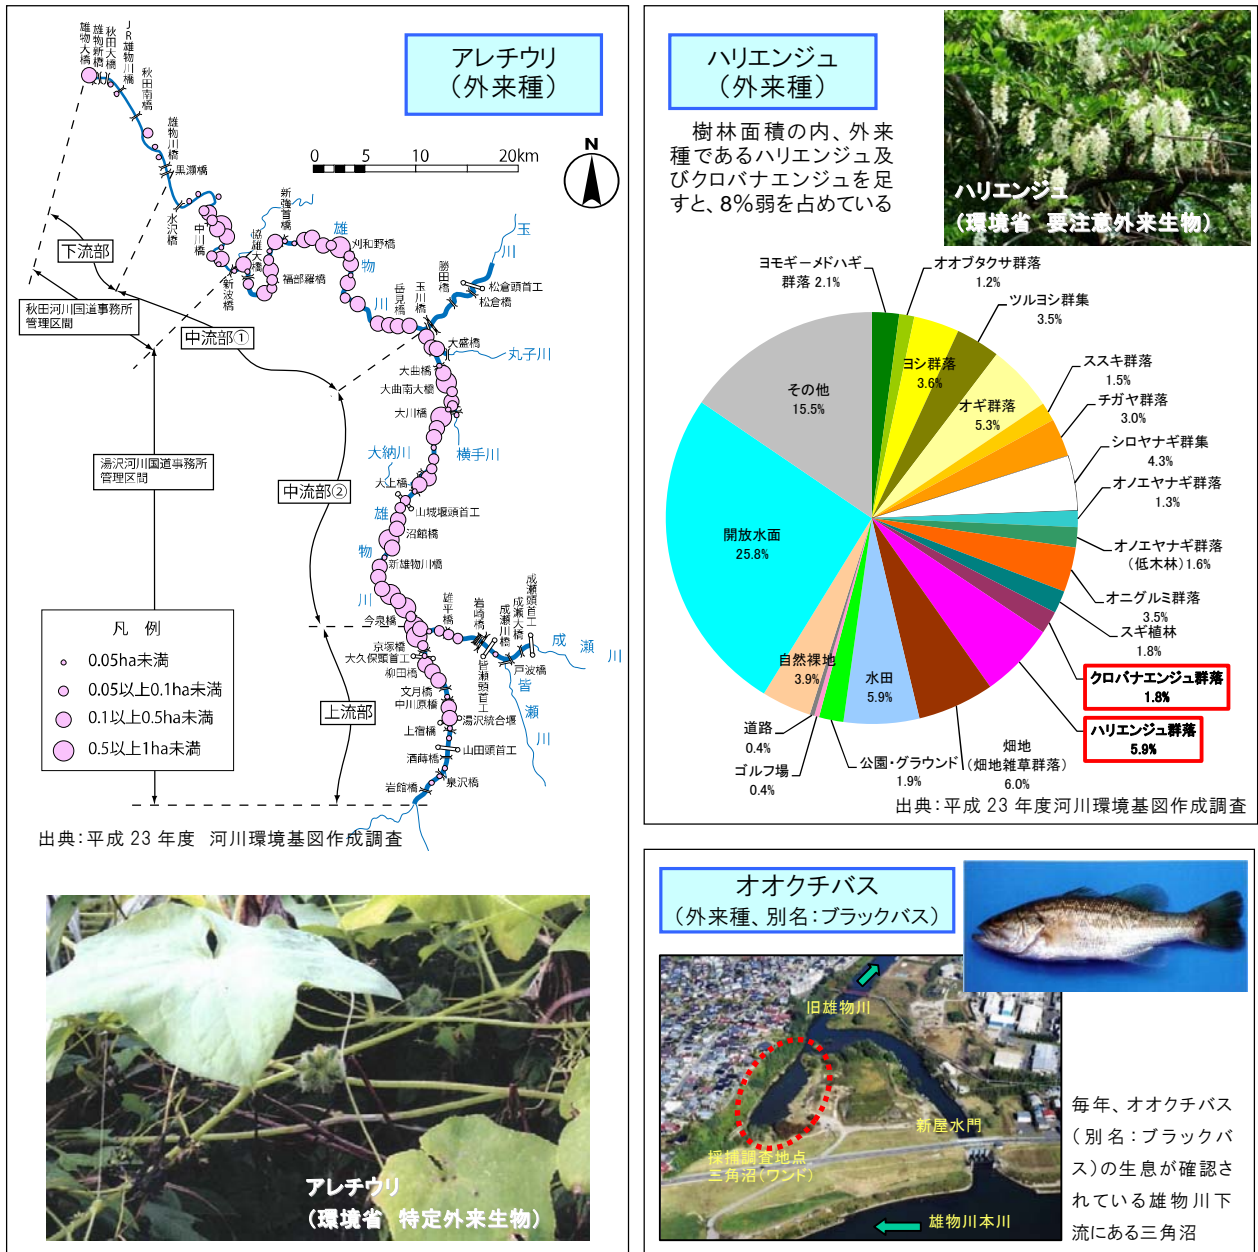 アレチウリ
（外来種）
雄物大橋
雄物新橋
秋田大橋
ＪＲ雄物川橋
秋田南橋
雄物川橋
黒瀬橋
水沢橋
中川橋
新波橋
協雄大橋
新強首橋
福部羅橋
刈和野橋
岳見橋
玉川橋
勝田橋
松倉頭首工
松倉橋
玉川
雄物川
0 5 10 20km
N
下流部
秋田河川国道事務所
管理区間
中流部①
大盛橋
丸子川
大曲橋
大曲南大橋
大川橋
横手川
大納川
大上橋
山城堰頭首工
沼館橋
新雄物川橋
雄物川
湯沢河川国道事務所
管理区間
中流部②
今泉橋
雄平橋
岩崎橋
成瀬川橋
成瀬大橋
成瀬頭首工
成瀬川
京塚橋
大久保頭首工
柳田橋
皆瀬頭首工
戸波橋
皆瀬川
文月橋
中川原橋
湯沢統合堰
上宿橋
山田頭首工
酒蒔橋
泉沢橋
岩館橋
上流部
凡 例
0.05ha未満
0.05以上0.1ha未満
0.1以上0.5ha未満
0.5以上1ha未満
出典：平成 23 年度 河川環境基図作成調査
アレチウリ
（環境省 特定外来生物）
ハリエンジュ
（外来種）
樹林面積の内、外来
種であるハリエンジュ及
びクロバナエンジュを足
すと、8％弱を占めている
ハリエンジュ
（環境省 要注意外来生物）
ヨモギ－メドハギ
群落 2.1%
オオブタクサ群落
1.2%
ツルヨシ群集
3.5%
ヨシ群落
3.6%
オギ群落
5.3%
ススキ群落
1.5%
チガヤ群落
3.0%
シロヤナギ群集
4.3%
オノエヤナギ群落
1.3%
オノエヤナギ群落
（低木林）1.6%
オニグルミ群落
3.5%
スギ植林
1.8%
クロバナエンジュ群落
1.8%
ハリエンジュ群落
5.9%
畑地
（畑地雑草群落）
6.0%
水田
5.9%
公園・グラウンド
1.9%
ゴルフ場
0.4%
道路
0.4%
自然裸地
3.9%
開放水面
25.8%
その他
15.5%
出典：平成 23 年度河川環境基図作成調査
オオクチバス
（外来種、別名：ブラックバス）
旧雄物川
新屋水門
採捕調査地点
三角沼（ワンド）
雄物川本川
毎年、オオクチバス
（別名：ブラックバ
ス）の生息が確認さ
れている雄物川下
流にある三角沼